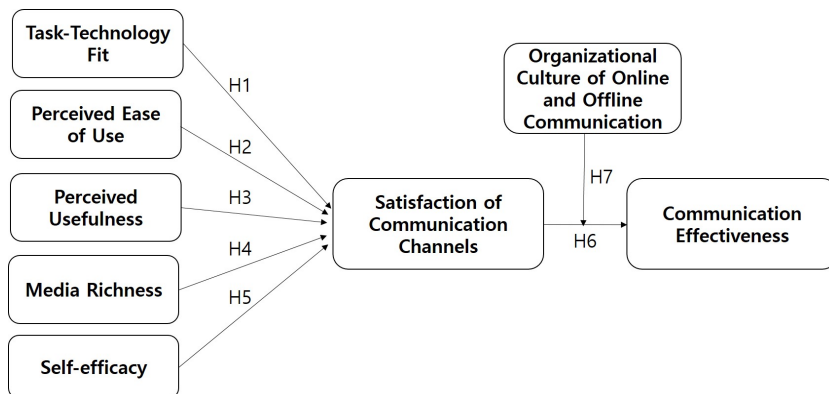 Task-Technology
Fit
H1
Perceived Ease
of Use
H2
Perceived
Usefulness
H3
Media Richness
H4
Self-efficacy
H5
Satisfaction of
Communication
Channels
Organizational
Culture of Online
and Offline
Communication
H7
H6
Communication
Effectiveness